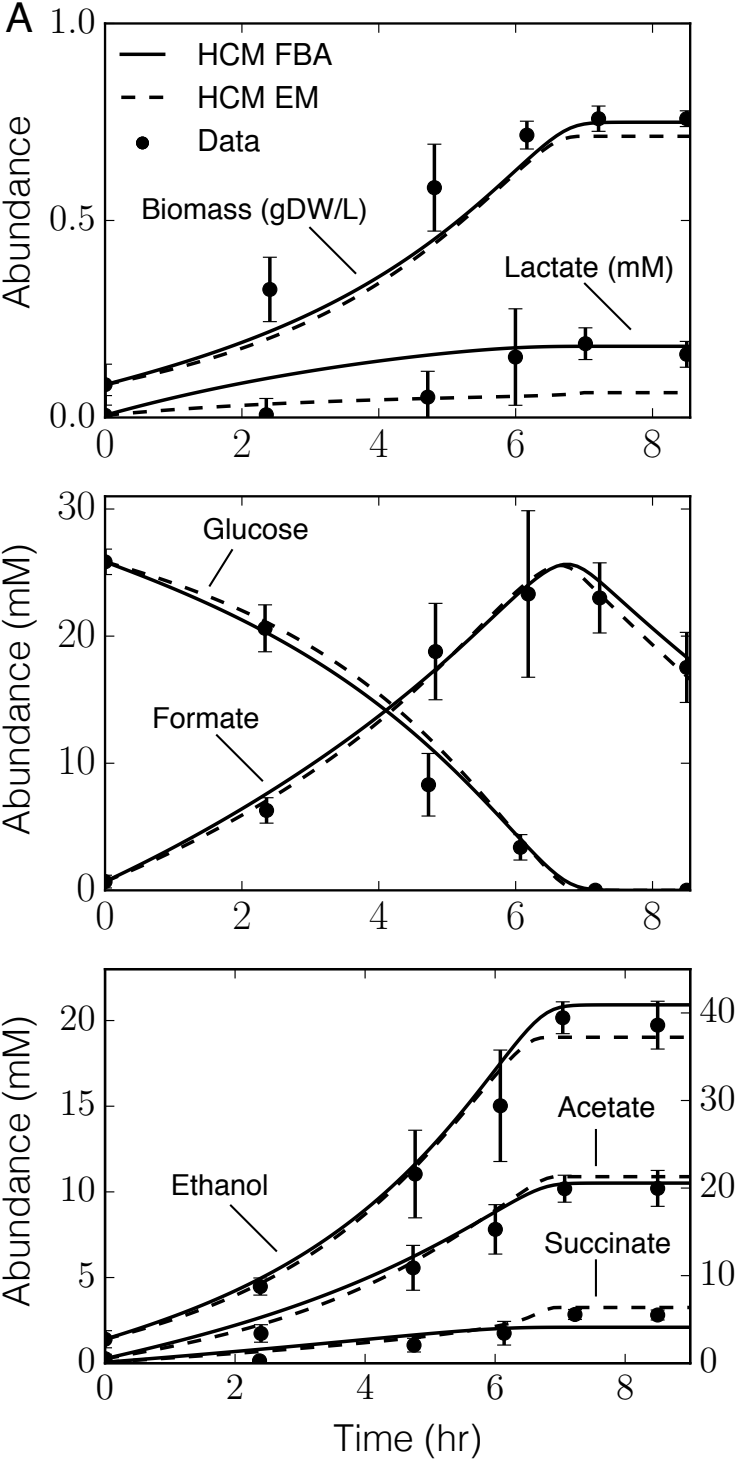 A
1.0
HCM FBA
HCM EM
Data
Biomass (gDW/L)
0.5
Lactate (mM)
Abundance
0.0
0 2 4 6 8
30
Glucose
20
Formate
10
Abundance (mM)
0
0 2 4 6 8
20
40
15
Acetate
30
Ethanol
10
20
Succinate
5
10
Abundance (mM)
0
0
0 2 4 6 8
Time (hr)